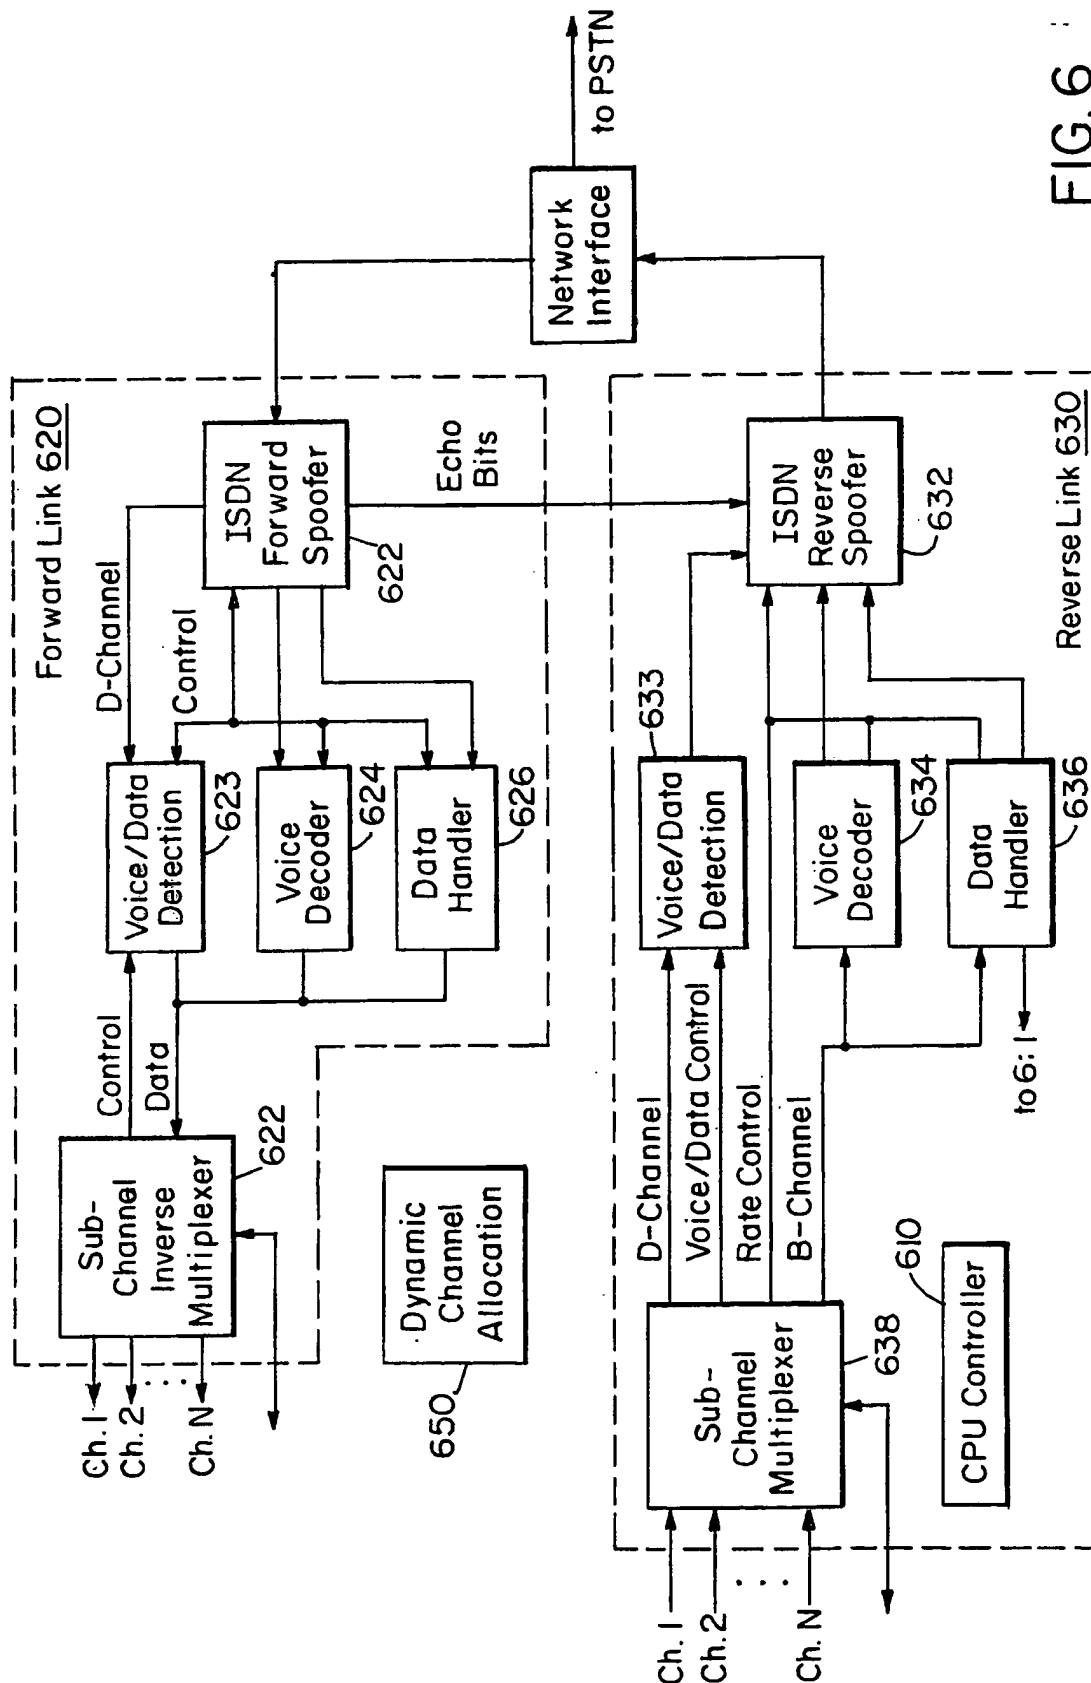 Forward Link 620
Ch. 1
Ch. 2
Ch. N
Sub-
Channel
Inverse
Multiplexer
622
Control
Data
Voice/Data
Detection
623
Voice
Decoder
624
Data
Handler
626
D-Channel
Control
ISDN
Forward
Spoofer
622
Echo
Bits
Network
Interface
to PSTN
Dynamic
Channel
Allocation
650
Reverse Link 630
Ch. 1
Ch. 2
Ch. N
Sub-
Channel
Multiplexer
638
D-Channel
Voice/Data Control
Rate Control
B-Channel
Voice/Data
Detection
633
Voice
Decoder
634
Data
Handler
636
to 6:1
ISDN
Reverse
Spoofer
632
CPU Controller
610
FIG. 6